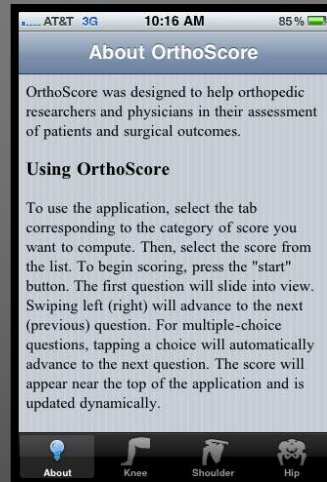 AT&T 3G 10:16 AM 85%
About OrthoScore
OrthoScore was designed to help orthopedic
researchers and physicians in their assessment
of patients and surgical outcomes.
Using OrthoScore
To use the application, select the tab
corresponding to the category of score you
want to compute. Then, select the score from
the list. To begin scoring, press the "start"
button. The first question will slide into view.
Swiping left (right) will advance to the next
(previous) question. For multiple-choice
questions, tapping a choice will automatically
advance to the next question. The score will
appear near the top of the application and is
updated dynamically.
About Knee Shoulder Hip